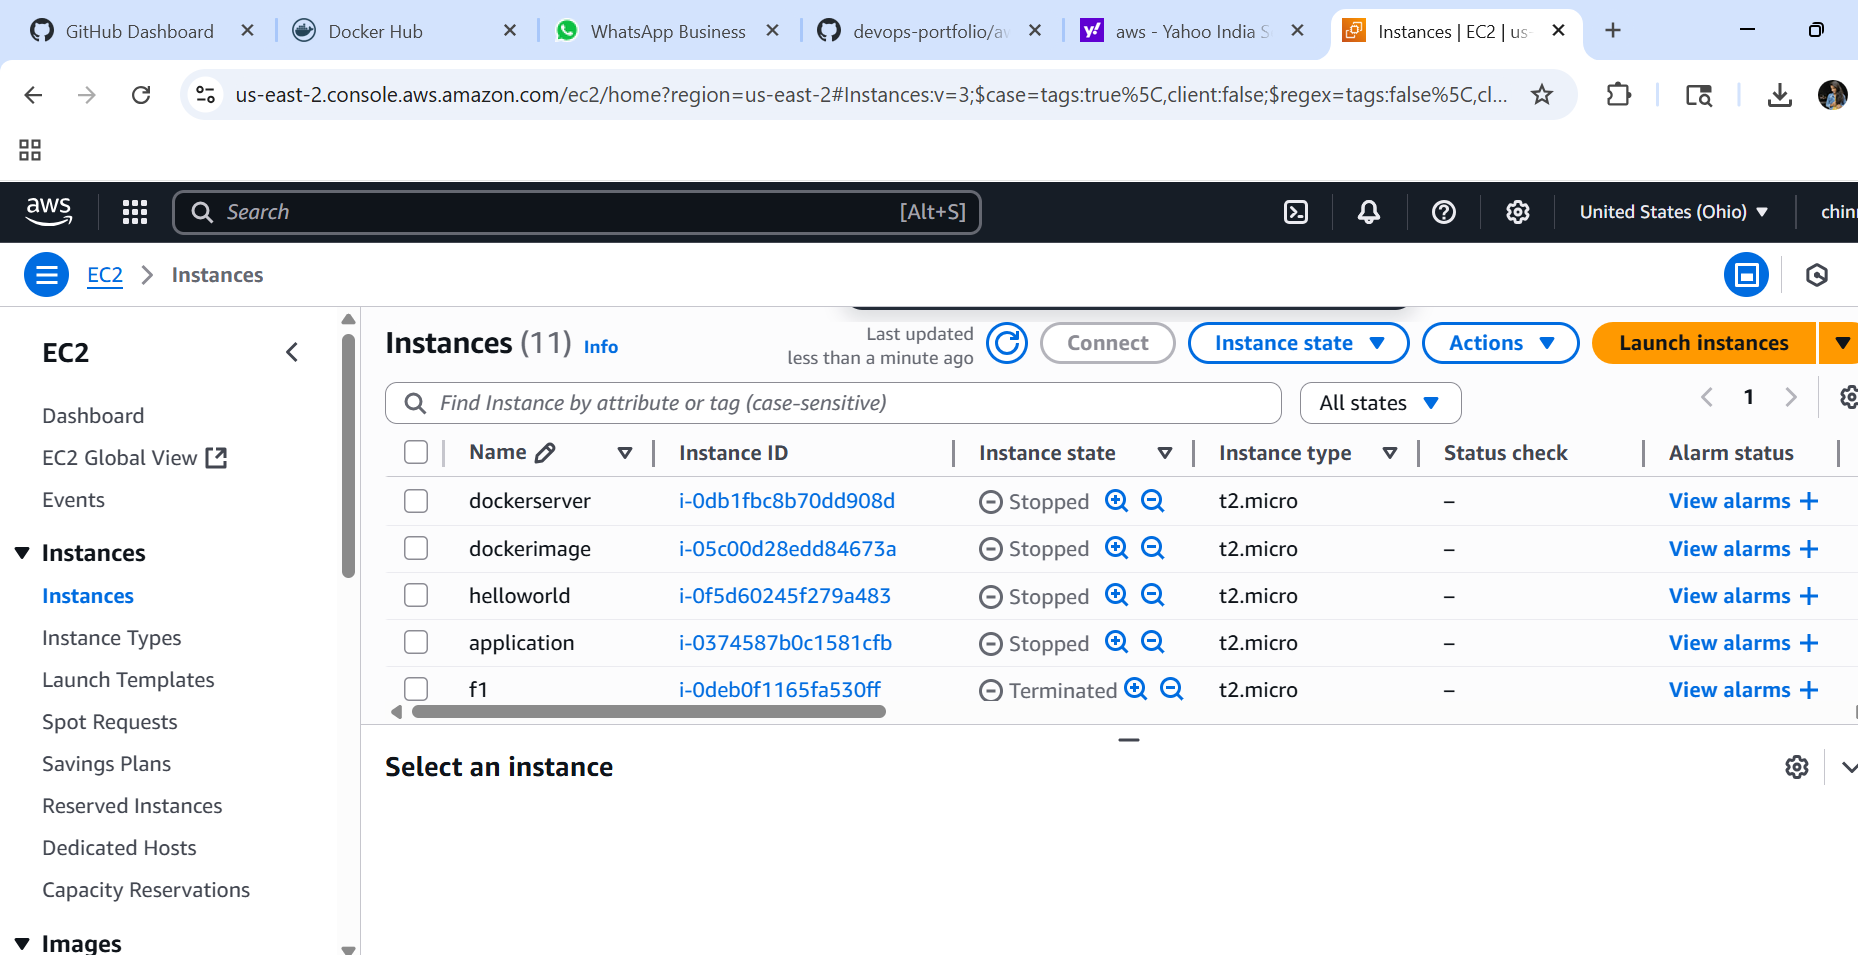 GitHub Dashboard
Docker Hub
WhatsApp Business
devops-portfolio/aw
aws - Yahoo India S
Instances | EC2 | us-
us-east-2.console.aws.amazon.com/ec2/home?region=us-east-2#Instances:v=3;$case=tags:true%5C,client:false;$regex=tags:false%5C,cl...
aws
Search
[Alt+S]
United States (Ohio)
EC2
Instances
EC2
Dashboard
EC2 Global View
Events
Instances
Instances
Instance Types
Launch Templates
Spot Requests
Savings Plans
Reserved Instances
Dedicated Hosts
Capacity Reservations
Images
Instances (11) Info
Last updated
less than a minute ago
Connect
Instance state
Actions
Launch instances
Find Instance by attribute or tag (case-sensitive)
All states
1
Name Instance ID Instance state Instance type Status check Alarm status
dockerserver i-0db1fbc8b70dd908d Stopped t2.micro – View alarms +
dockerimage i-05c00d28edd84673a Stopped t2.micro – View alarms +
helloworld i-0f5d60245f279a483 Stopped t2.micro – View alarms +
application i-0374587b0c1581cfb Stopped t2.micro – View alarms +
f1 i-0deb0f1165fa530ff Terminated t2.micro – View alarms +
Select an instance